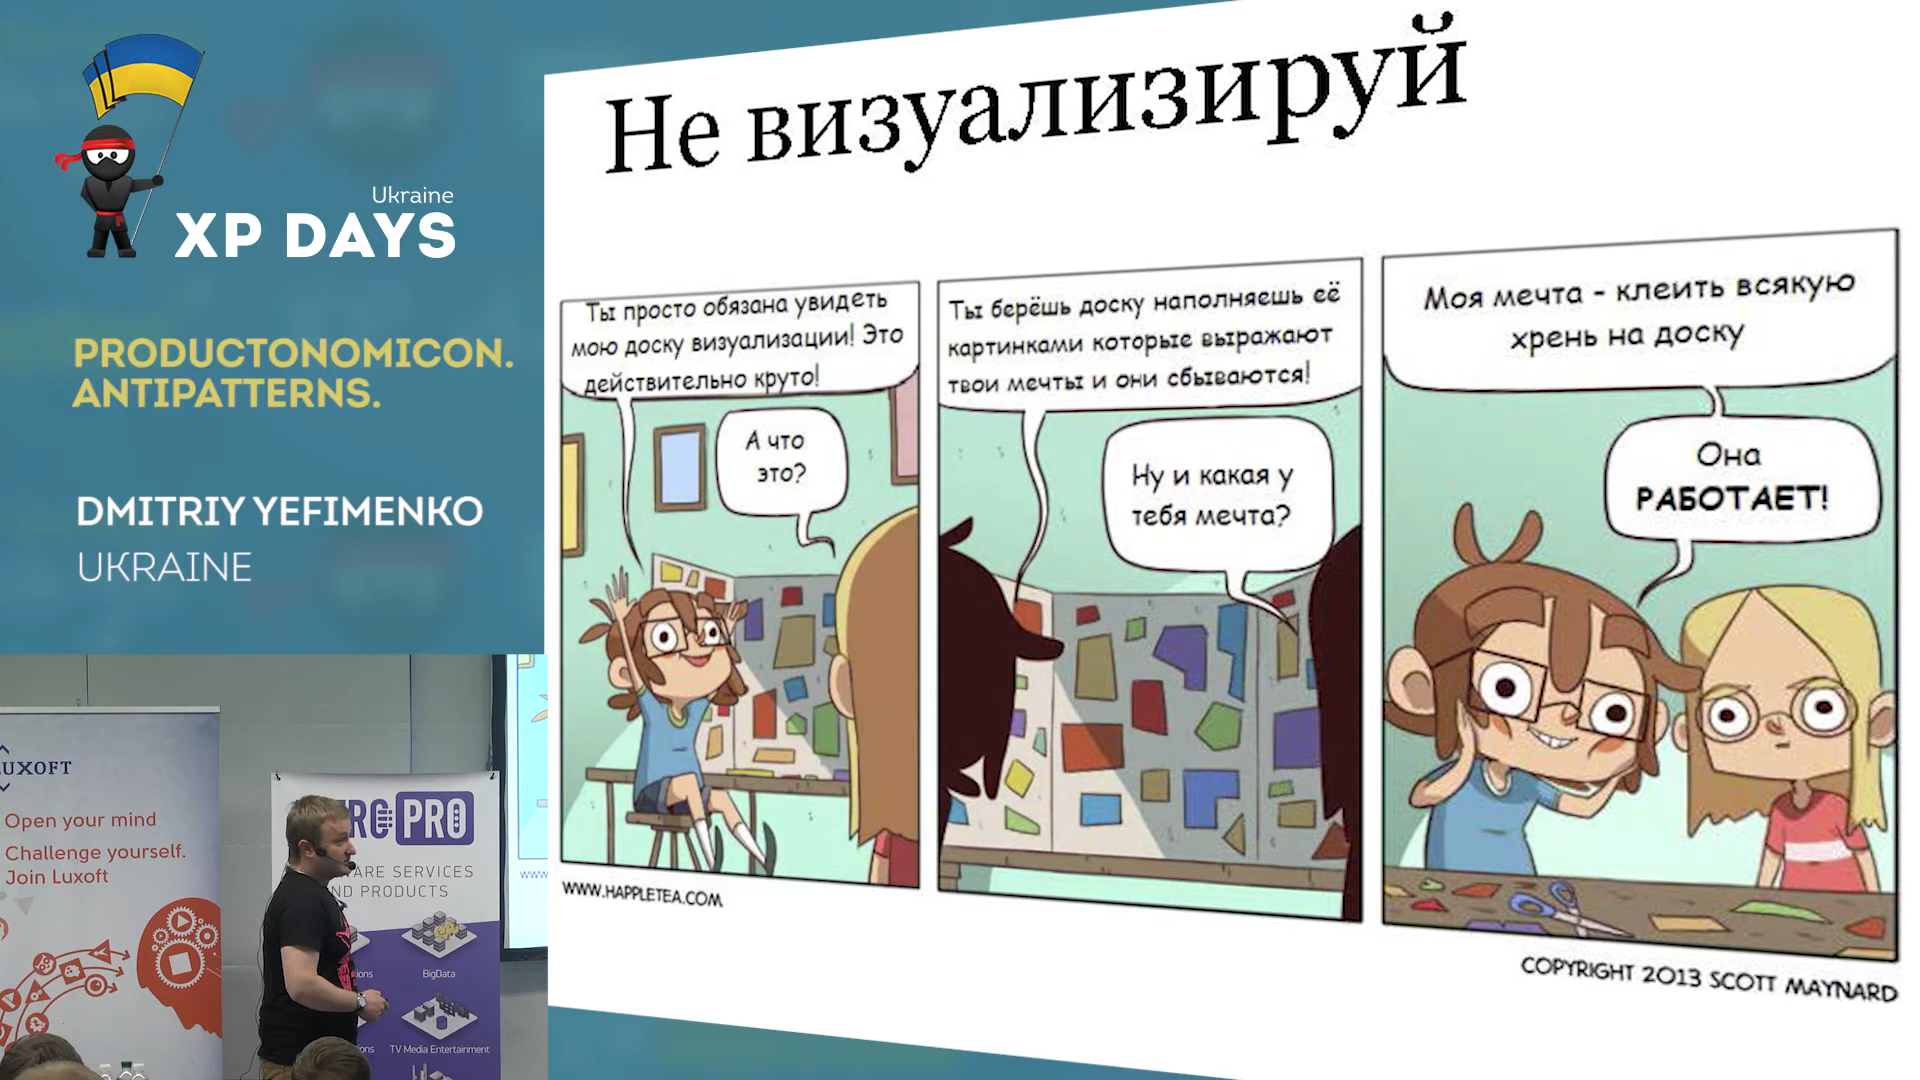 Ukraine
XP DAYS
PRODUCTONOMICON.
ANTIPATTERNS.
DMITRIY YEFIMENKO
UKRAINE
Не визуализируй
Ты просто обязана увидеть
мою доску визуализации! Это
действительно круто!
А что
это?
Ты берёшь доску наполняешь её
картинками которые выражают
твои мечты и они сбываются!
Ну и какая у
тебя мечта?
Моя мечта - клеить всякую
хрень на доску
Она
РАБОТАЕТ!
WWW.HAPPLETEA.COM
COPYRIGHT 2013 SCOTT MAYNARD
LUXOFT
Open your mind
Challenge yourself.
Join Luxoft
PRO
SERVICES
PRODUCTS
BigData
TV Media Entertainment
www